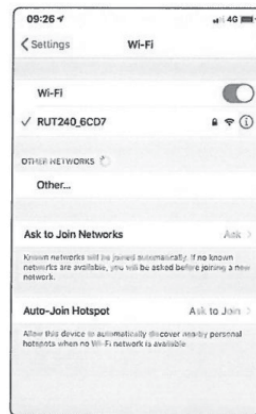 09:26 4G
Settings Wi-Fi
Wi-Fi
✓ RUT240_6CD7
OTHER NETWORKS
Other...
Ask to Join Networks Ask >
Known networks will be joined automatically. If no known
networks are available, you will be asked before joining a new
network.
Auto-Join Hotspot Ask to Join >
Allow this device to automatically discover nearby personal
hotspots when no Wi-Fi network is available.